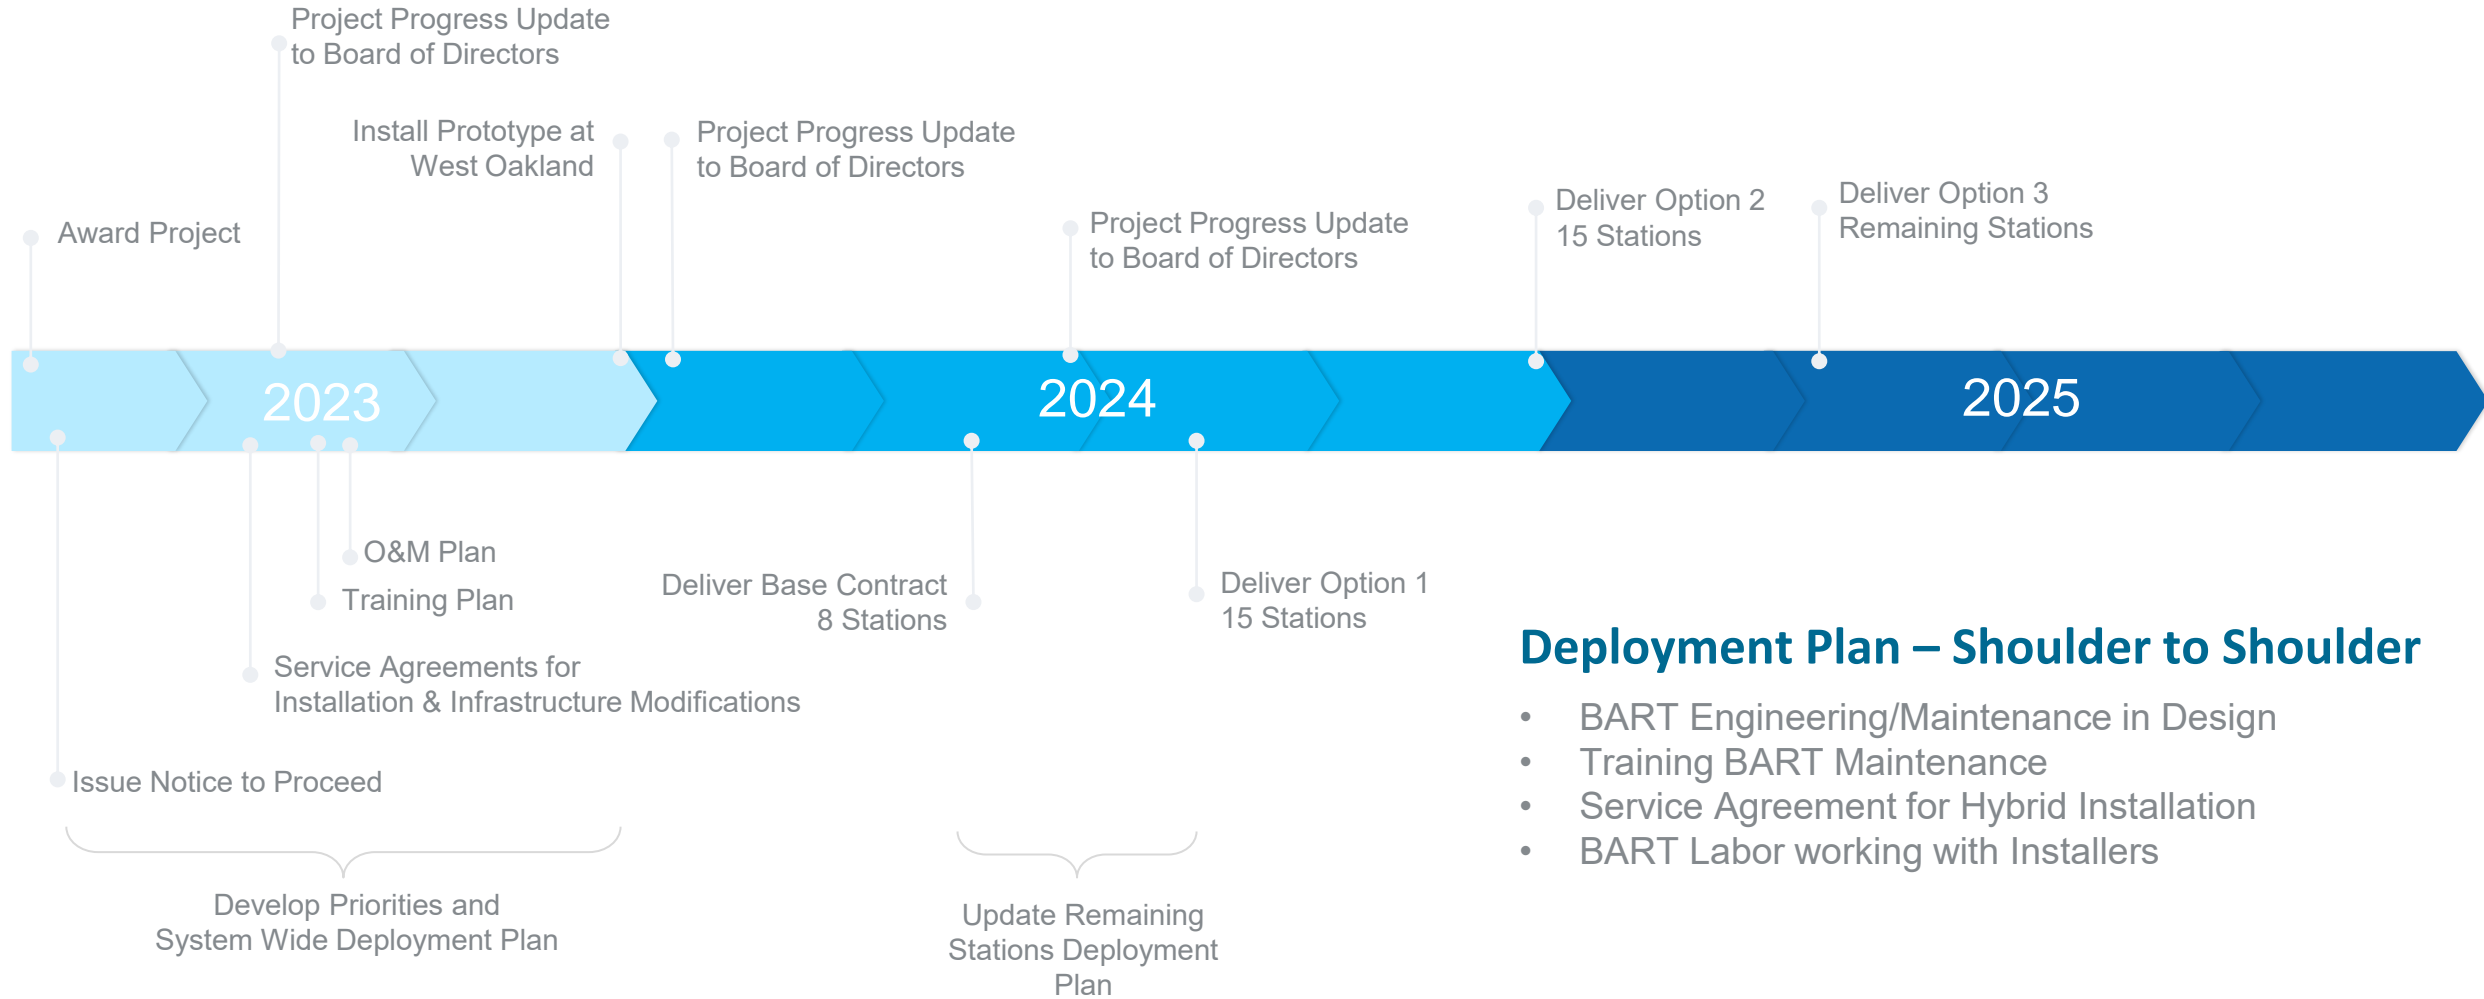 Project Progress Update
to Board of Directors
Install Prototype at
West Oakland
Project Progress Update
to Board of Directors
Award Project
Project Progress Update
to Board of Directors
Deliver Option 2
15 Stations
Deliver Option 3
Remaining Stations
2023
2024
2025
O&M Plan
Training Plan
Service Agreements for
Installation & Infrastructure Modifications
Issue Notice to Proceed
Deliver Base Contract
8 Stations
Deliver Option 1
15 Stations
Develop Priorities and
System Wide Deployment Plan
Update Remaining
Stations Deployment
Plan
Deployment Plan – Shoulder to Shoulder
• BART Engineering/Maintenance in Design
• Training BART Maintenance
• Service Agreement for Hybrid Installation
• BART Labor working with Installers